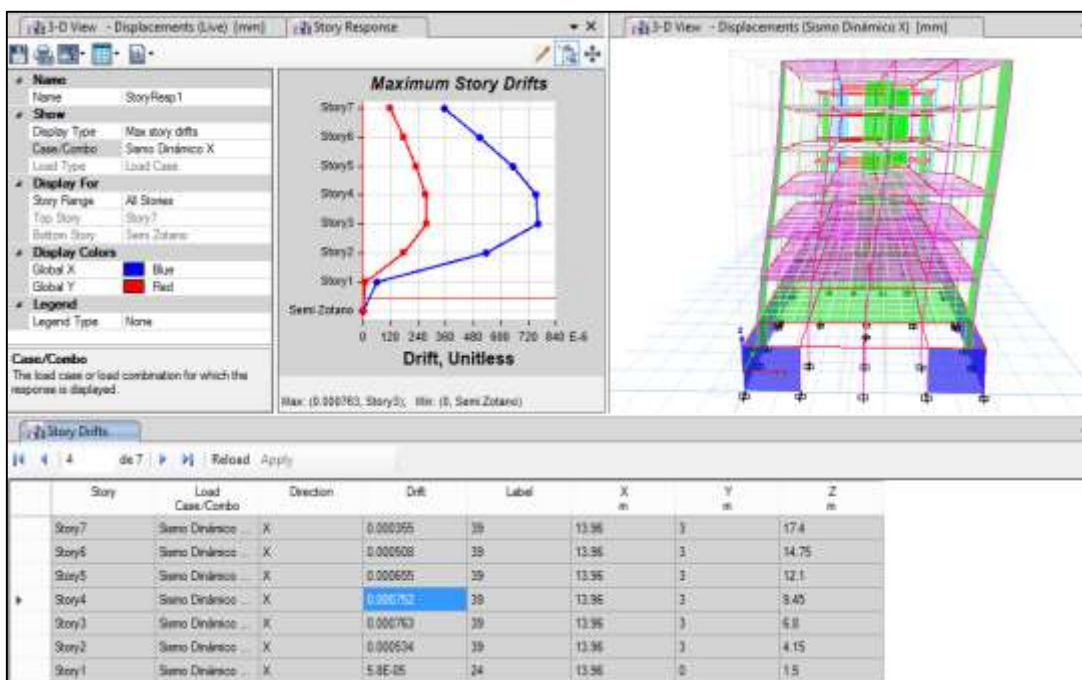 3-D View - Displacements (Live) [mm]
Story Response
3-D View - Displacements (Sismo Dinámico X) [mm]
Name
Name StoryResp1
Show
Display Type Max story drifts
Case/Combo Sismo Dinámico X
Load Type Load Case
Display For
Story Range All Stories
Top Story Story7
Bottom Story Semi Zotano
Display Colors
Global X Blue
Global Y Red
Legend
Legend Type None
Case/Combo
The load case or load combination for which the response is displayed.
Maximum Story Drifts
Story7
Story6
Story5
Story4
Story3
Story2
Story1
Semi Zotano
0 120 240 360 480 600 720 840 E-6
Drift, Unitless
Max: (0.000763, Story3); Min: (0, Semi Zotano)
Story Drifts
4 de 7 Reload Apply
Story Load Case/Combo Direction Drift Label X m Y m Z m
Story7 Sismo Dinámico ... X 0.000355 39 13.96 3 17.4
Story6 Sismo Dinámico ... X 0.000508 39 13.96 3 14.75
Story5 Sismo Dinámico ... X 0.000655 39 13.96 3 12.1
Story4 Sismo Dinámico ... X 0.000752 39 13.96 3 9.45
Story3 Sismo Dinámico ... X 0.000763 39 13.96 3 6.8
Story2 Sismo Dinámico ... X 0.000534 39 13.96 3 4.15
Story1 Sismo Dinámico ... X 5.8E-05 24 13.96 0 1.5